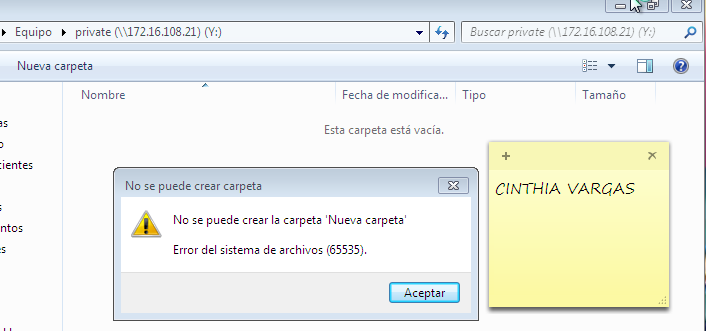 Equipo ▸ private (\\172.16.108.21) (Y:)
Buscar private (\\172.16.108.21) (Y:)
Nueva carpeta
Nombre
Fecha de modifica...
Tipo
Tamaño
as
o
cientes
Esta carpeta está vacía.
s
ntos
es
No se puede crear carpeta
No se puede crear la carpeta 'Nueva carpeta'
Error del sistema de archivos (65535).
Aceptar
CINTHIA VARGAS